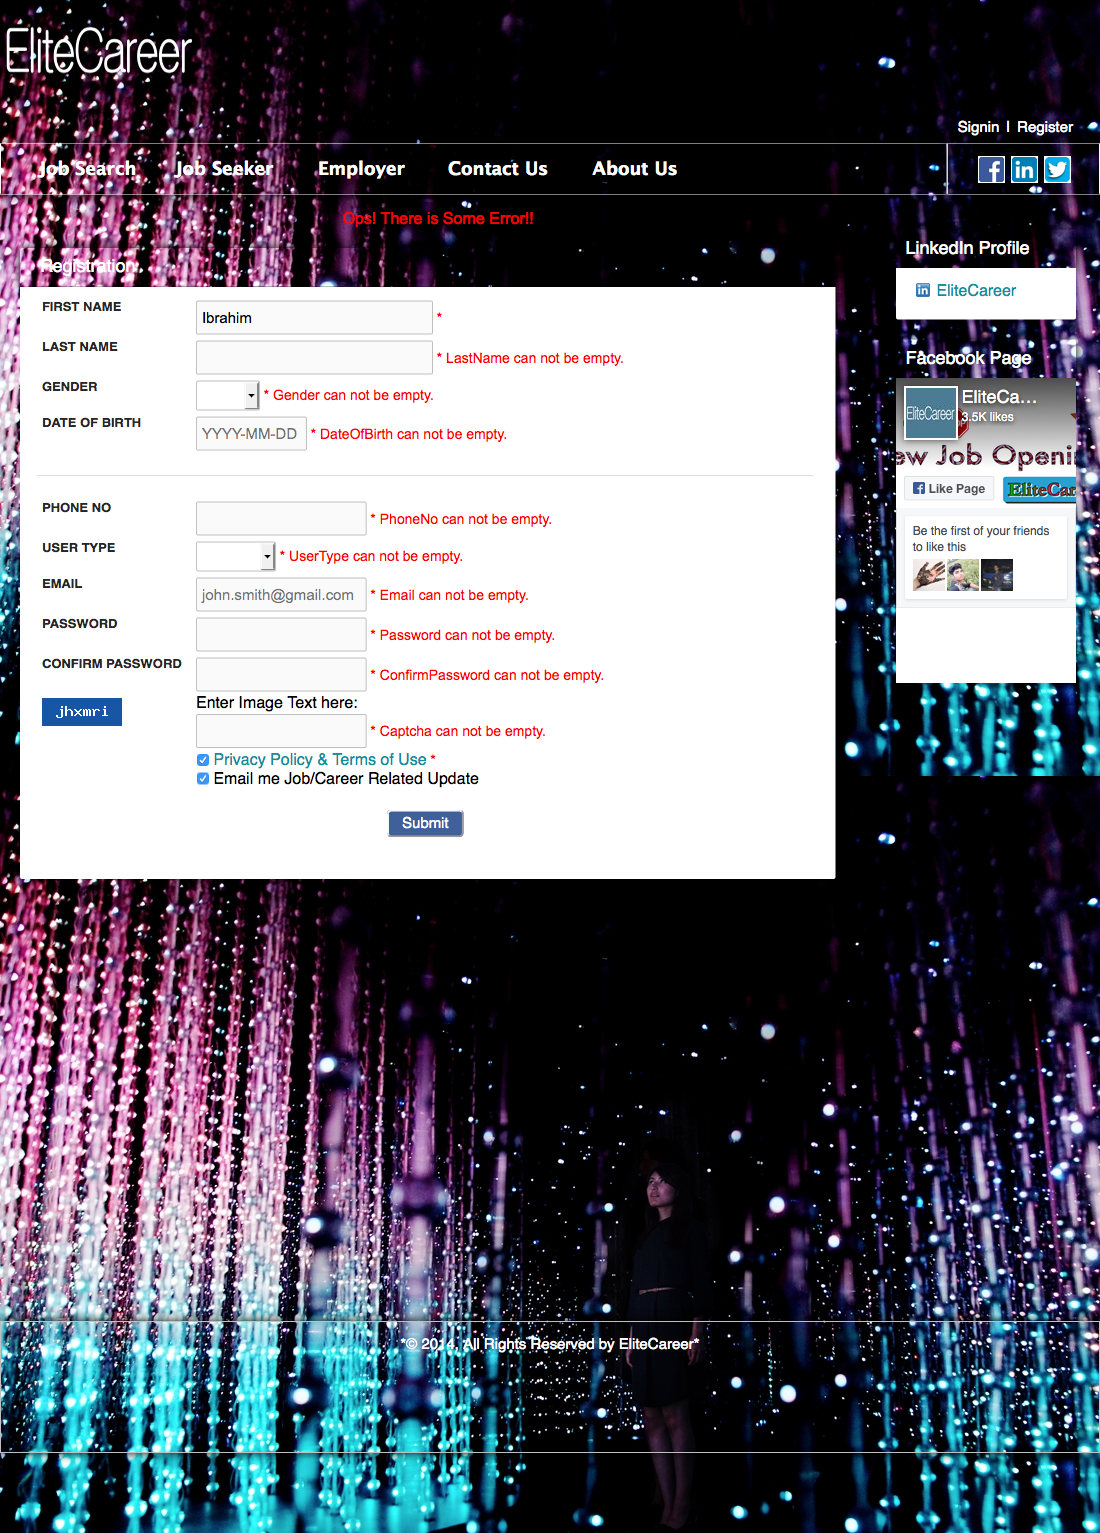 EliteCareer
Signin | Register
Job Search Job Seeker Employer Contact Us About Us
Ops! There is Some Error!!
Registration
FIRST NAME Ibrahim *
LAST NAME * LastName can not be empty.
GENDER * Gender can not be empty.
DATE OF BIRTH YYYY-MM-DD * DateOfBirth can not be empty.
PHONE NO * PhoneNo can not be empty.
USER TYPE * UserType can not be empty.
EMAIL john.smith@gmail.com * Email can not be empty.
PASSWORD * Password can not be empty.
CONFIRM PASSWORD * ConfirmPassword can not be empty.
Enter Image Text here:
jhxmri * Captcha can not be empty.
Privacy Policy & Terms of Use *
Email me Job/Career Related Update
Submit
LinkedIn Profile
EliteCareer
Facebook Page
EliteCareer
EliteCa...
3.5K likes
ew Job Openi
Like Page
EliteCar
Be the first of your friends
to like this
*© 2014, All Rights Reserved by EliteCareer*